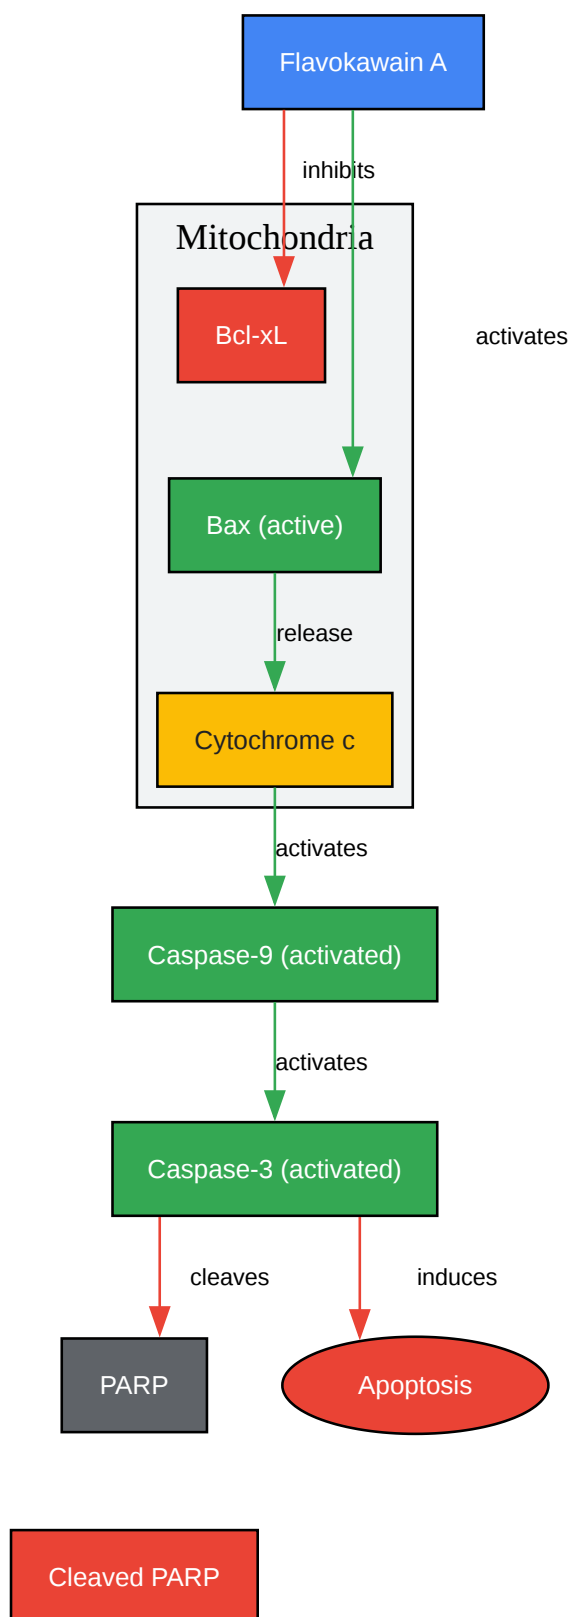 Flavokawain A
inhibits
Mitochondria
Bcl-xL
activates
Bax (active)
release
Cytochrome c
activates
Caspase-9 (activated)
activates
Caspase-3 (activated)
cleaves
induces
PARP
Apoptosis
Cleaved PARP